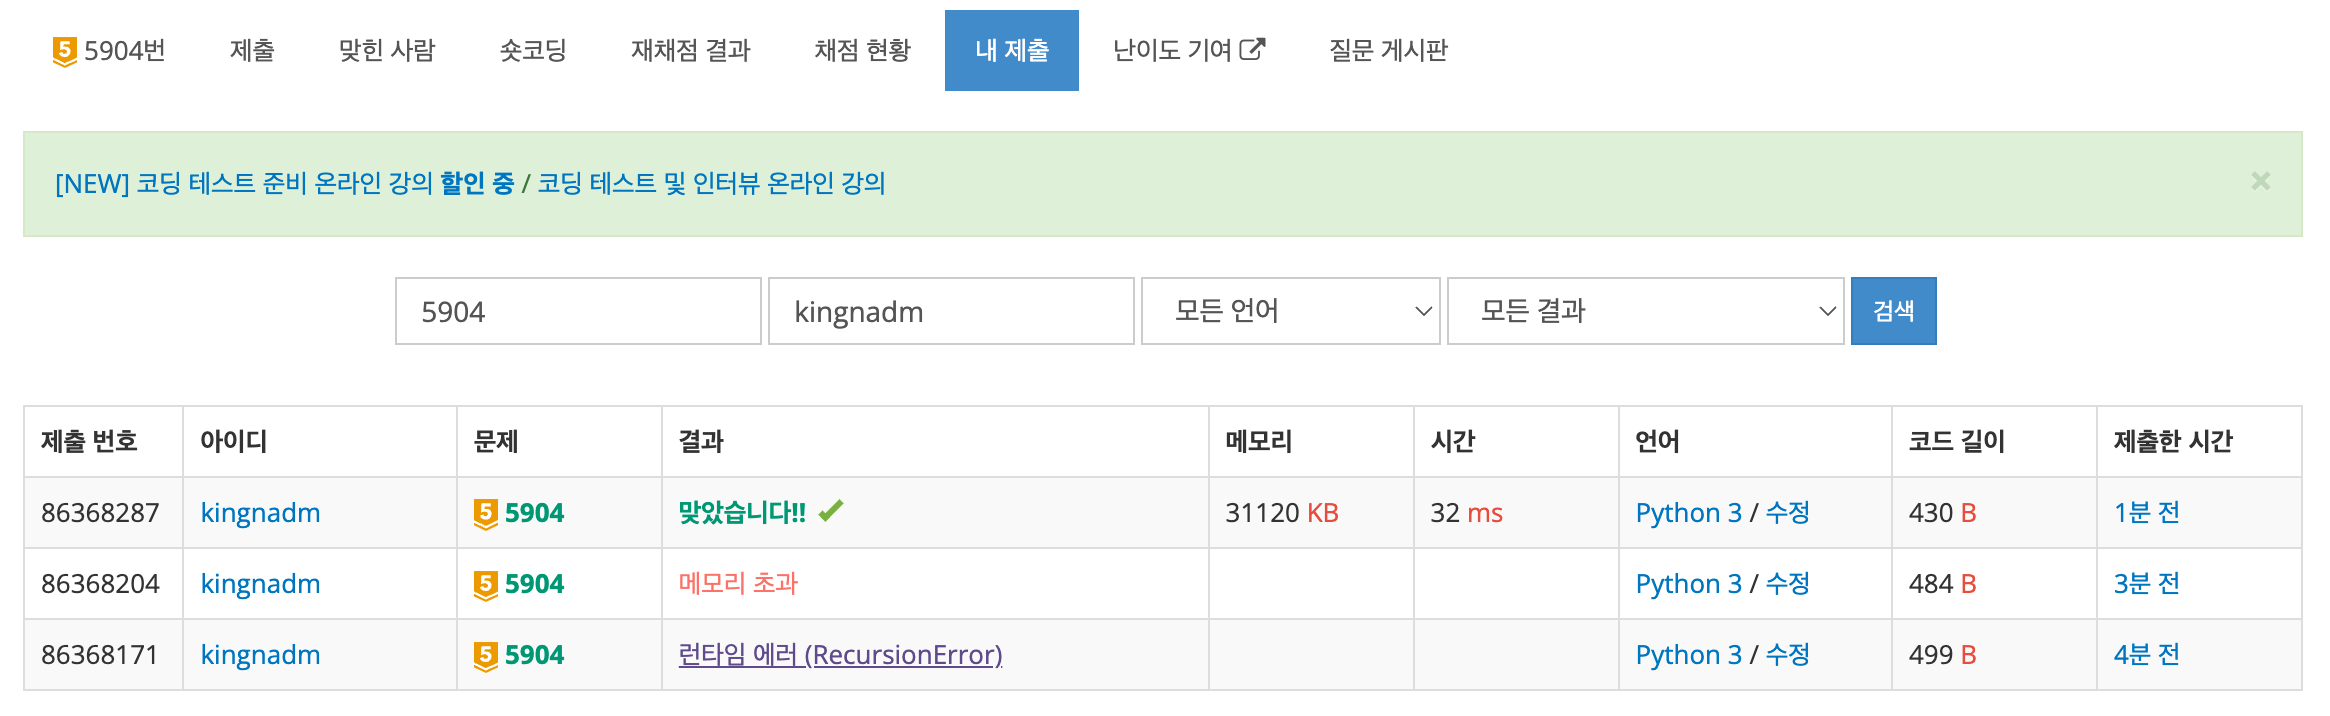 5 5904번 제출 맞힌 사람 숏코딩 재채점 결과 채점 현황 내 제출 난이도 기여 질문 게시판
[NEW] 코딩 테스트 준비 온라인 강의 할인 중 / 코딩 테스트 및 인터뷰 온라인 강의 ×
5904 kingnadm 모든 언어 모든 결과 검색
제출 번호 아이디 문제 결과 메모리 시간 언어 코드 길이 제출한 시간
86368287 kingnadm 5 5904 맞았습니다!! 31120 KB 32 ms Python 3 / 수정 430 B 1분 전
86368204 kingnadm 5 5904 메모리 초과 Python 3 / 수정 484 B 3분 전
86368171 kingnadm 5 5904 런타임 에러 (RecursionError) Python 3 / 수정 499 B 4분 전